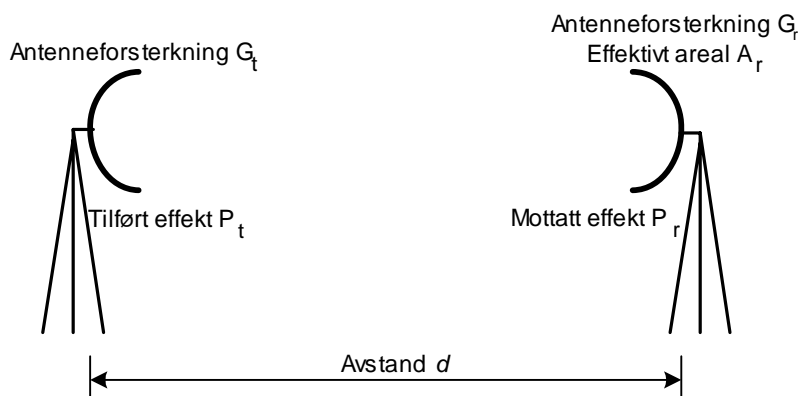 Antenneforsterkning G_t
Antenneforsterkning G_r
Effektivt areal A_r
Tilført effekt P_t
Mottatt effekt P_r
Avstand d